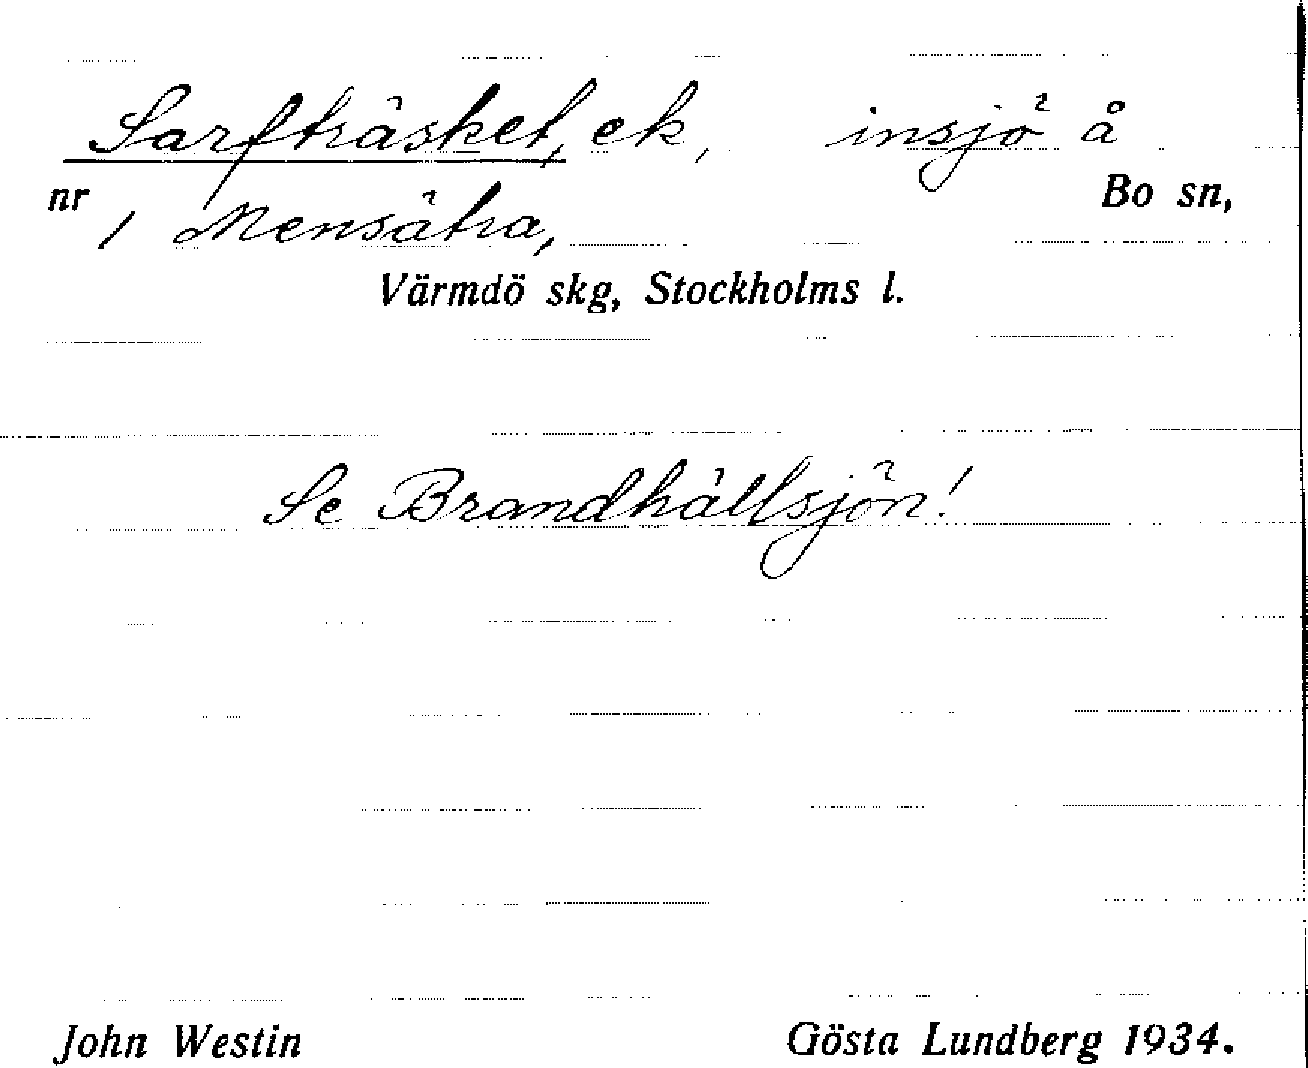 Sarfträsket, ek, insjö å
nr 1 Mensätra, Bo sn,
Värmdö skg, Stockholms l.
Se Brandhällsjön!
John Westin Gösta Lundberg 1934.